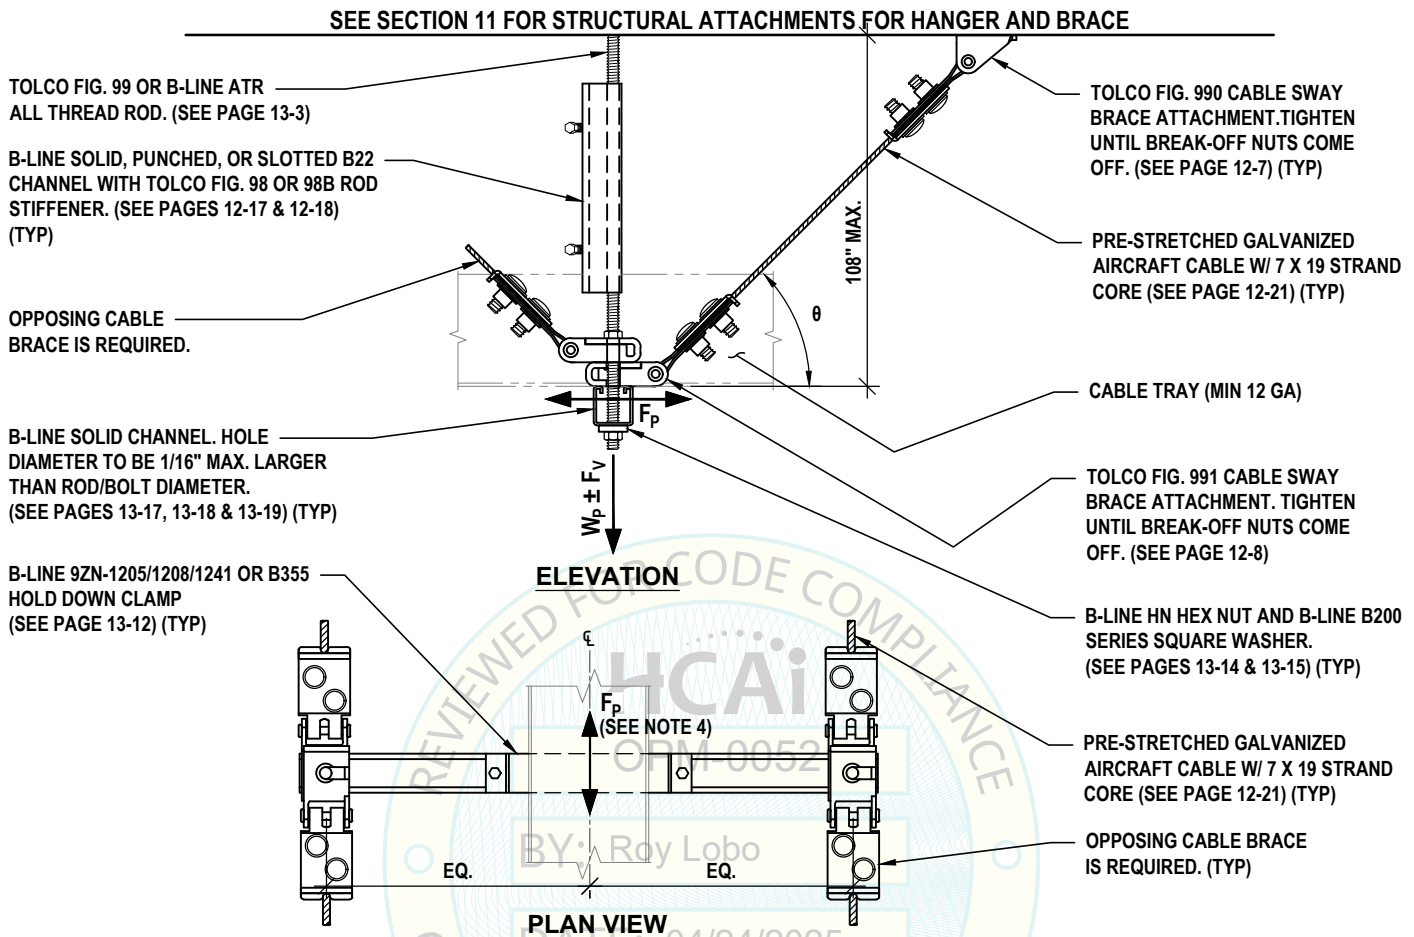 SEE SECTION 11 FOR STRUCTURAL ATTACHMENTS FOR HANGER AND BRACE
TOLCO FIG. 99 OR B-LINE ATR
ALL THREAD ROD. (SEE PAGE 13-3)
B-LINE SOLID, PUNCHED, OR SLOTTED B22
CHANNEL WITH TOLCO FIG. 98 OR 98B ROD
STIFFENER. (SEE PAGES 12-17 & 12-18)
(TYP)
OPPOSING CABLE
BRACE IS REQUIRED.
B-LINE SOLID CHANNEL. HOLE
DIAMETER TO BE 1/16" MAX. LARGER
THAN ROD/BOLT DIAMETER.
(SEE PAGES 13-17, 13-18 & 13-19) (TYP)
B-LINE 9ZN-1205/1208/1241 OR B355
HOLD DOWN CLAMP
(SEE PAGE 13-12) (TYP)
108" MAX.
θ
FP
WP ± FV
ELEVATION
TOLCO FIG. 990 CABLE SWAY
BRACE ATTACHMENT.TIGHTEN
UNTIL BREAK-OFF NUTS COME
OFF. (SEE PAGE 12-7) (TYP)
PRE-STRETCHED GALVANIZED
AIRCRAFT CABLE W/ 7 X 19 STRAND
CORE (SEE PAGE 12-21) (TYP)
CABLE TRAY (MIN 12 GA)
TOLCO FIG. 991 CABLE SWAY
BRACE ATTACHMENT. TIGHTEN
UNTIL BREAK-OFF NUTS COME
OFF. (SEE PAGE 12-8)
B-LINE HN HEX NUT AND B-LINE B200
SERIES SQUARE WASHER.
(SEE PAGES 13-14 & 13-15) (TYP)
PRE-STRETCHED GALVANIZED
AIRCRAFT CABLE W/ 7 X 19 STRAND
CORE (SEE PAGE 12-21) (TYP)
OPPOSING CABLE BRACE
IS REQUIRED. (TYP)
REVIEWED FOR CODE COMPLIANCE
℄
HCAi
FP
(SEE NOTE 4)
OPM-0052
BY: Roy Lobo
EQ.
EQ.
PLAN VIEW